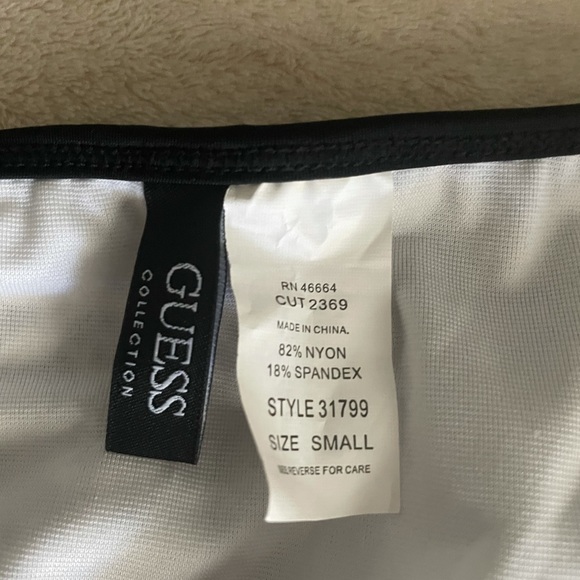 GUESS
COLLECTION
RN 46664
CUT 2369
MADE IN CHINA.
82% NYON
18% SPANDEX
STYLE 31799
SIZE SMALL
REVERSE FOR CARE